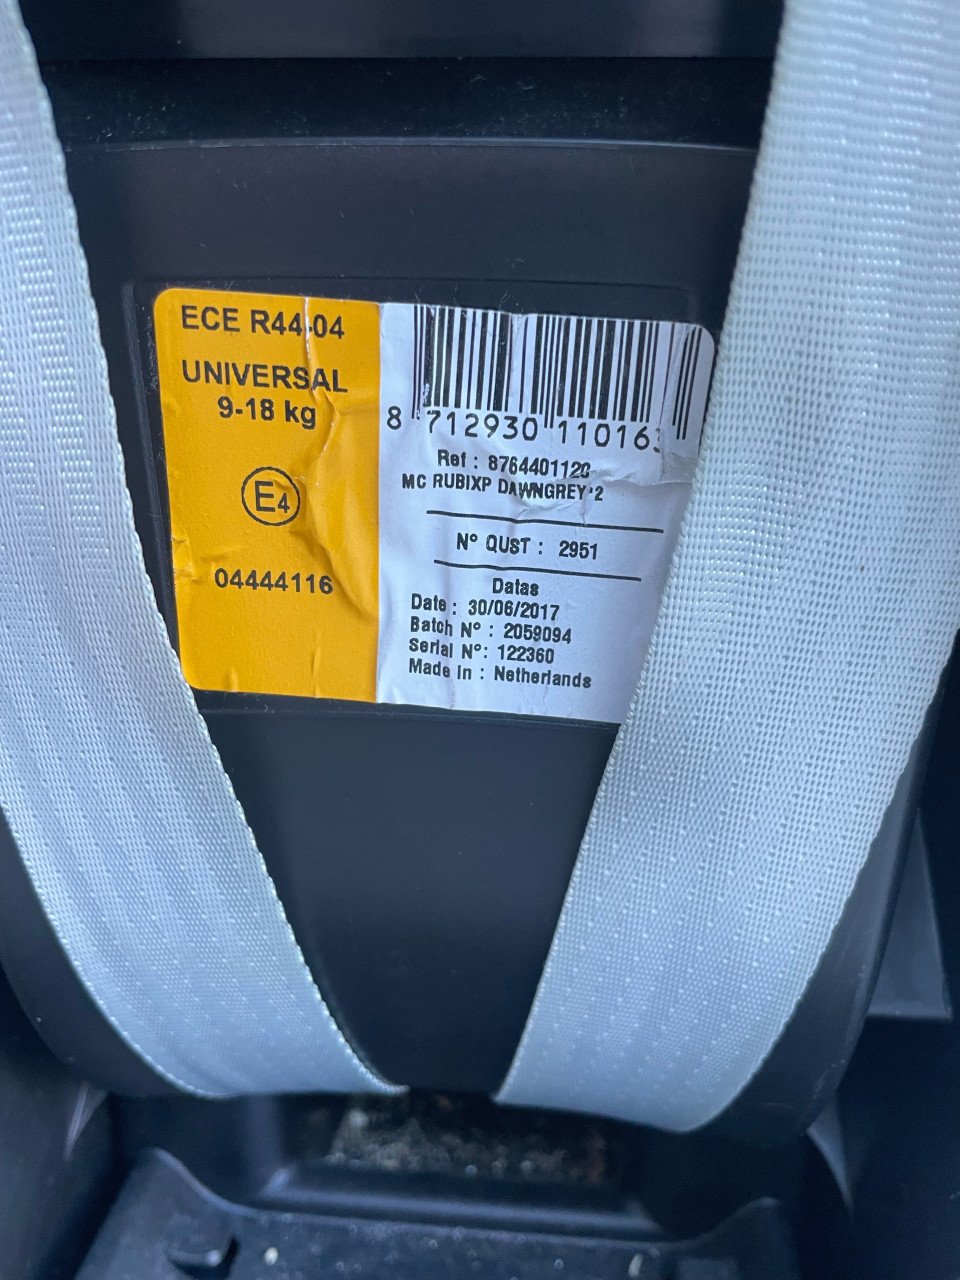 ECE R44-04
UNIVERSAL
9-18 kg
E4
04444116
8 712930 110163
Ref : 8764401120
MC RUBIXP DAWNGREY'2
N° QUST : 2951
Datas
Date : 30/06/2017
Batch N° : 2059094
Serial N°: 122360
Made In : Netherlands